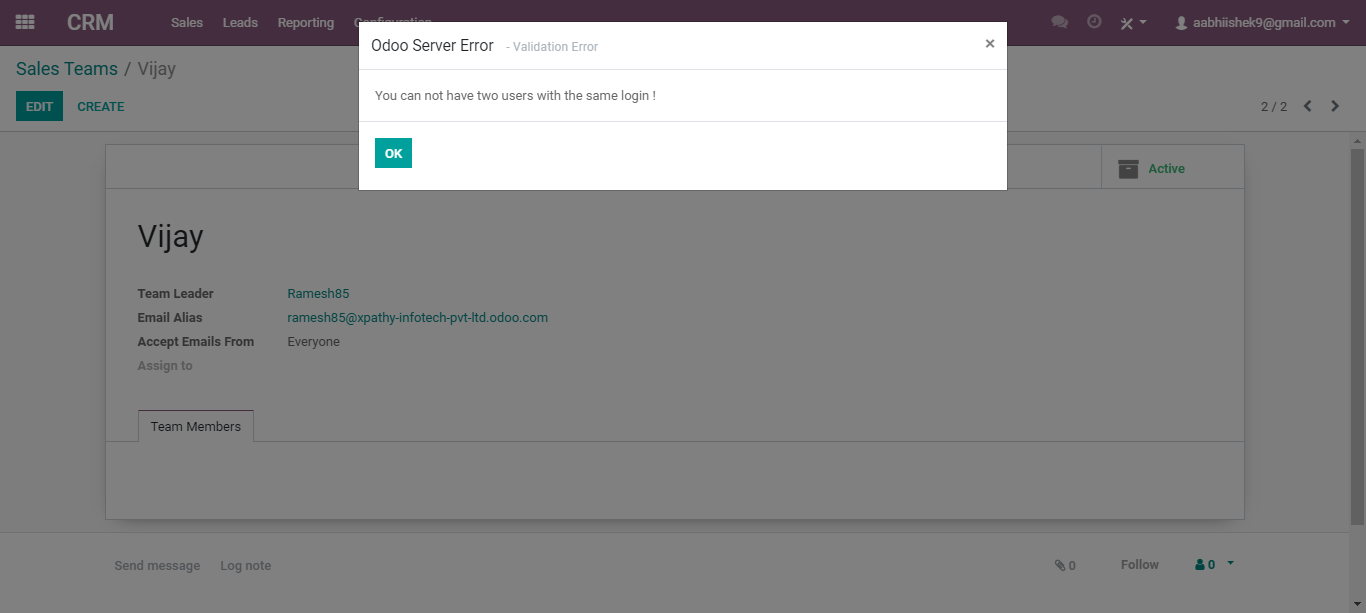 CRM Sales Leads Reporting Configuration aabhiishek9@gmail.com
Odoo Server Error - Validation Error ×
Sales Teams / Vijay
You can not have two users with the same login !
EDIT CREATE 2 / 2
OK
Active
Vijay
Team Leader Ramesh85
Email Alias ramesh85@xpathy-infotech-pvt-ltd.odoo.com
Accept Emails From Everyone
Assign to
Team Members
Send message Log note 0 Follow 0